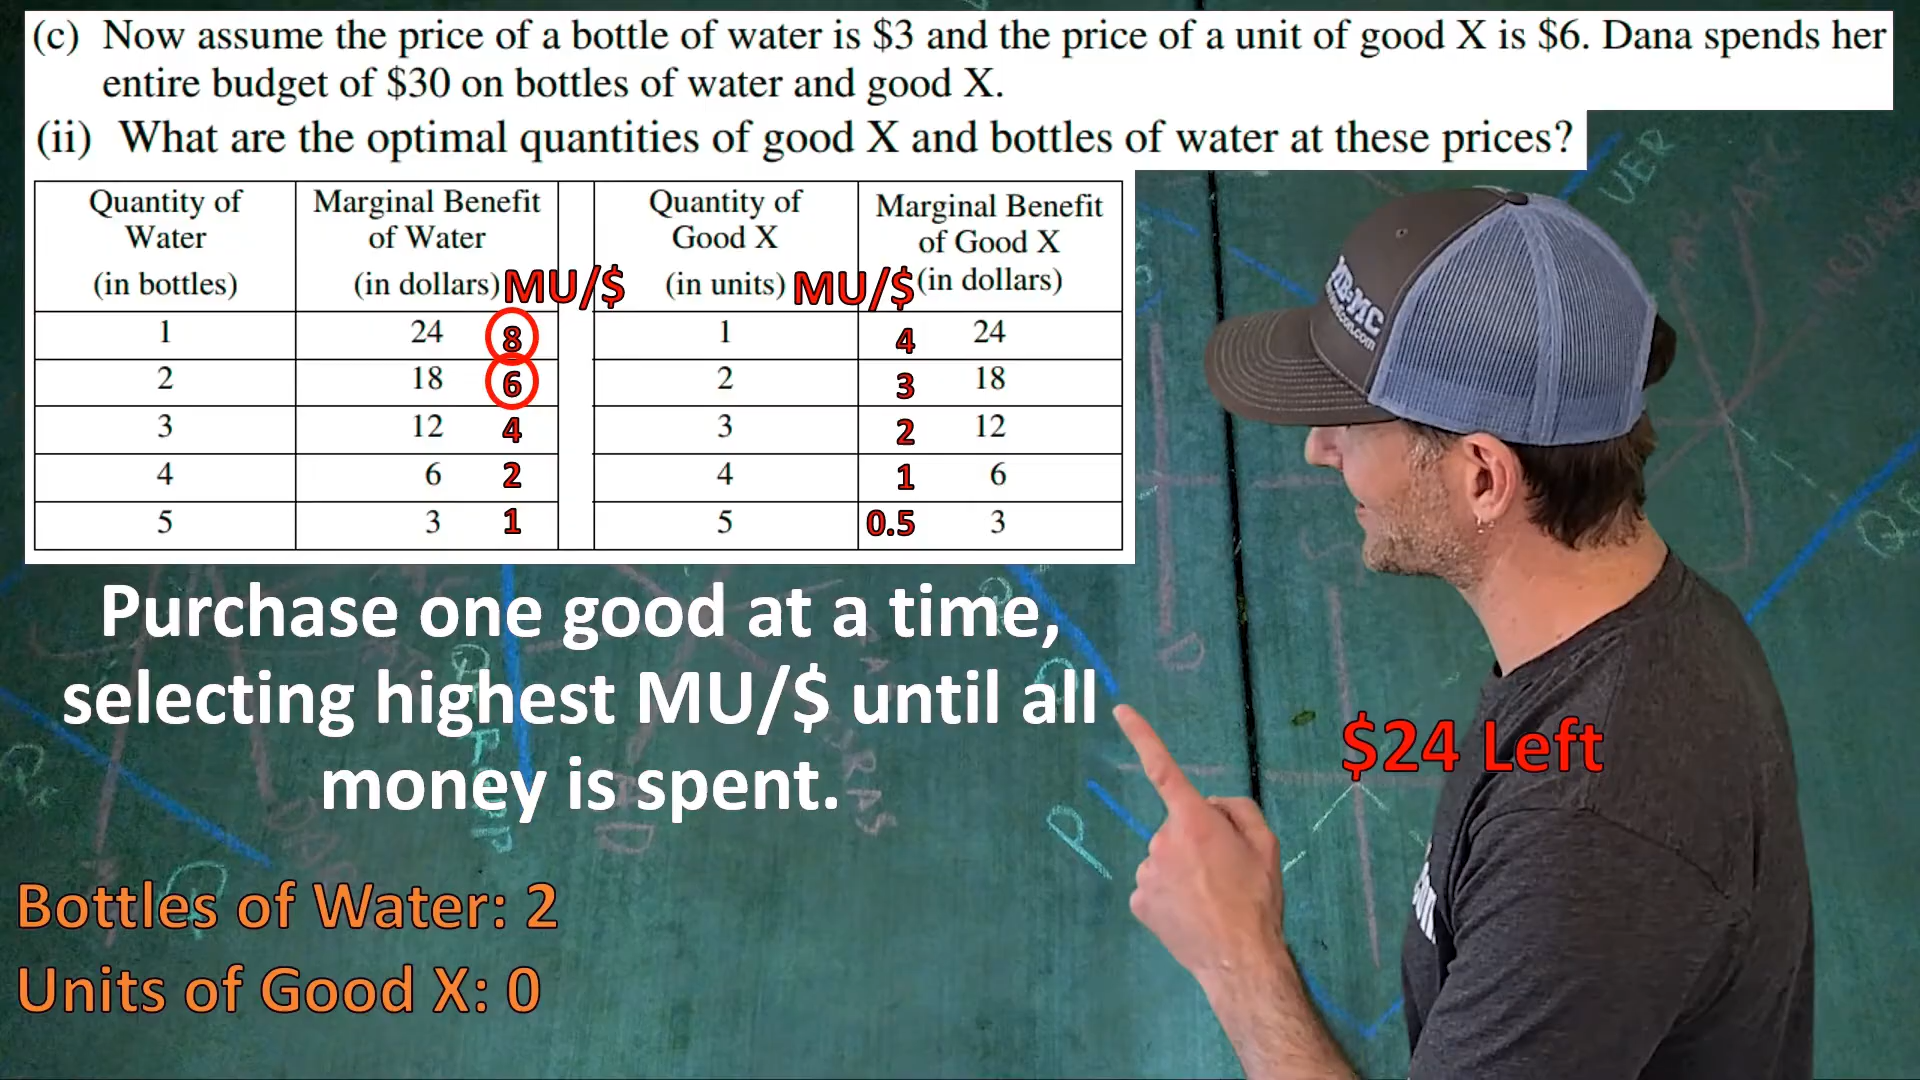 (c) Now assume the price of a bottle of water is $3 and the price of a unit of good X is $6. Dana spends her
entire budget of $30 on bottles of water and good X.
(ii) What are the optimal quantities of good X and bottles of water at these prices?
Quantity of Water (in bottles) Marginal Benefit of Water (in dollars) MU/$ Quantity of Good X (in units) MU/$ Marginal Benefit of Good X (in dollars)
1 24 8 1 4 24
2 18 6 2 3 18
3 12 4 3 2 12
4 6 2 4 1 6
5 3 1 5 0.5 3
Purchase one good at a time,
selecting highest MU/$ until all
money is spent.
$24 Left
Bottles of Water: 2
Units of Good X: 0